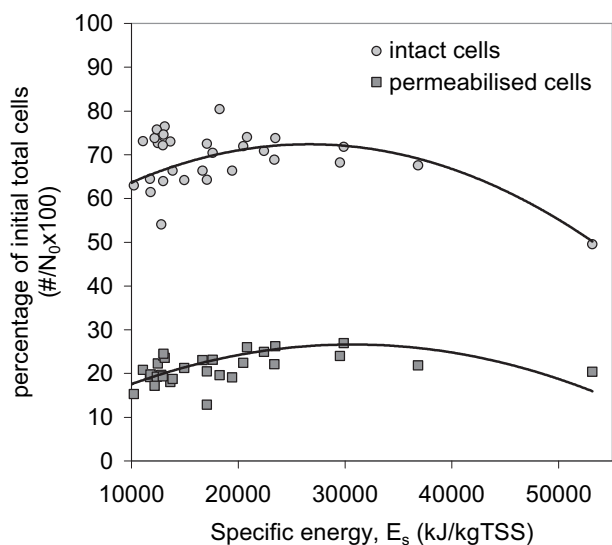 percentage of initial total cells
(#/N₀x100)
100
90
80
70
60
50
40
30
20
10
0
intact cells
permeabilised cells
10000 20000 30000 40000 50000
Specific energy, Eₛ (kJ/kgTSS)